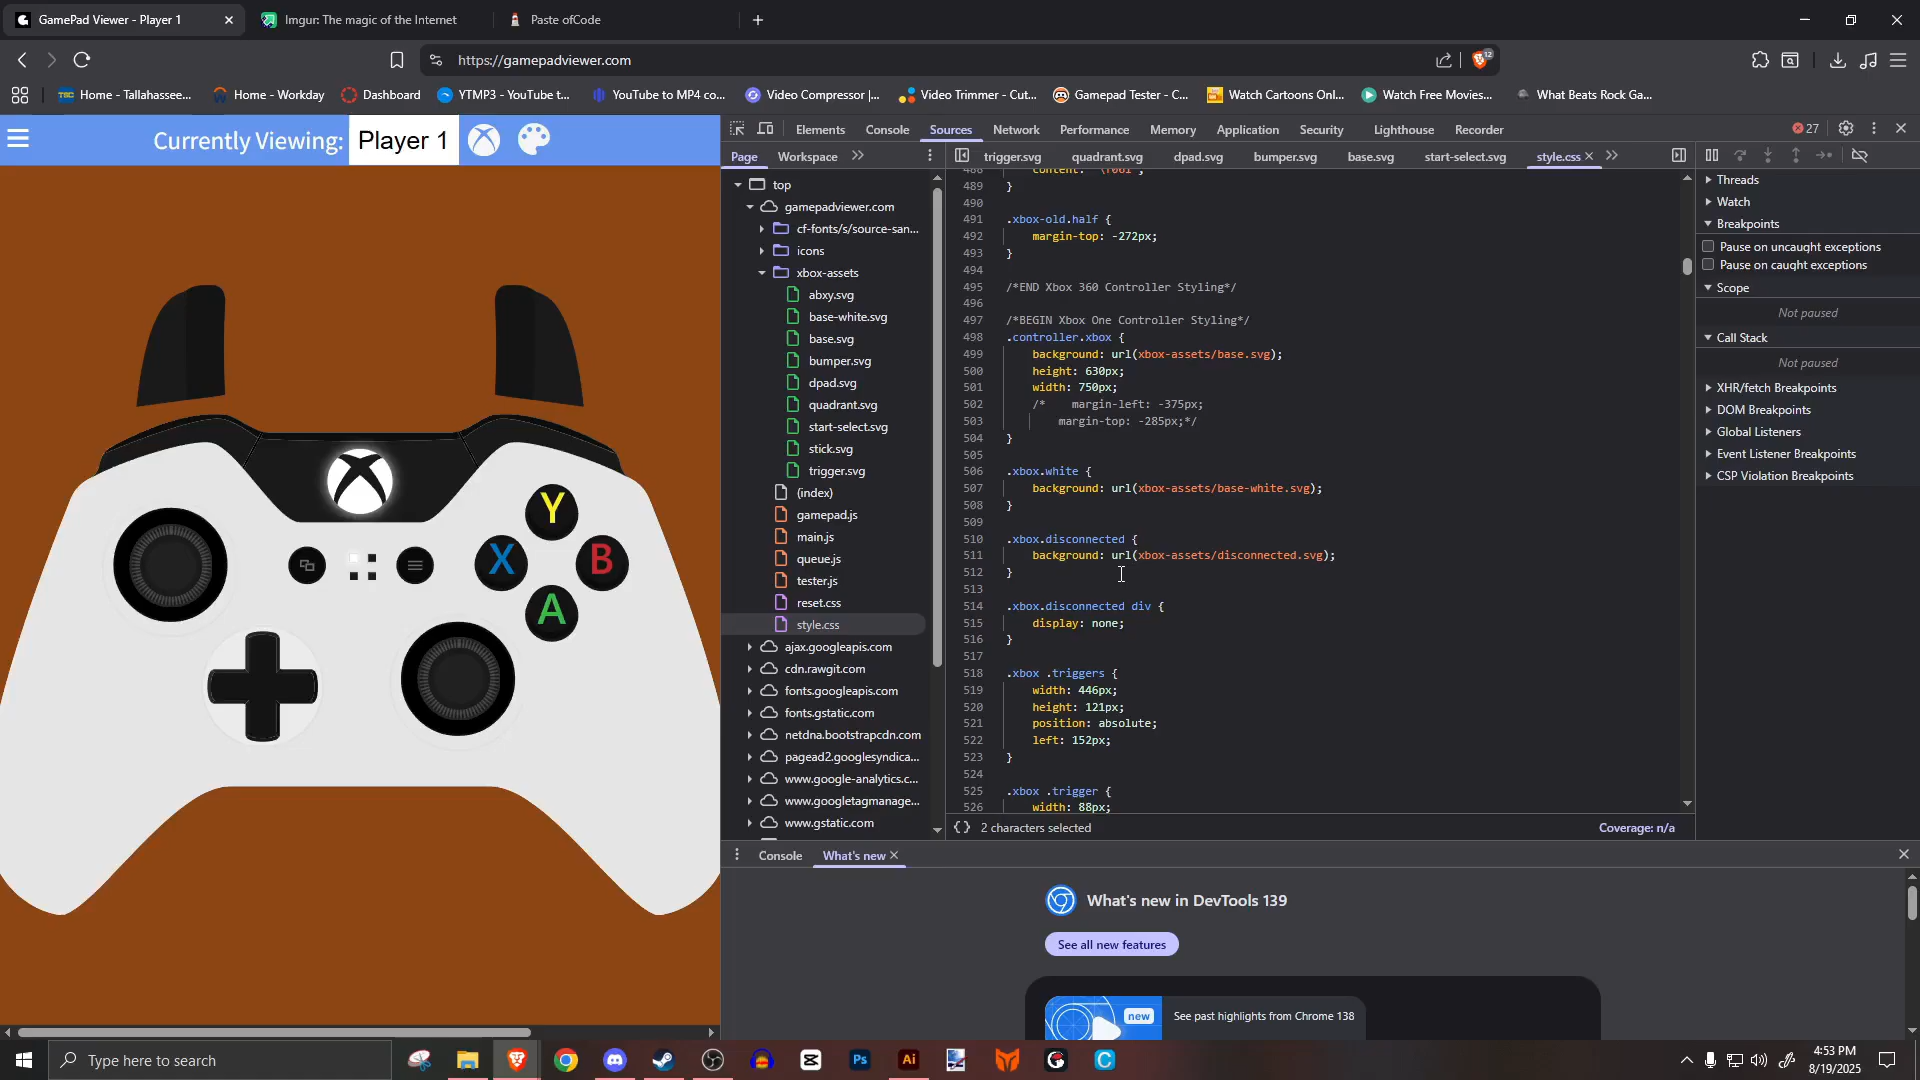 GamePad Viewer - Player 1
Imgur: The magic of the Internet
Paste ofCode
https://gamepadviewer.com
12
TSC Home - Tallahassee...
Home - Workday
Dashboard
YTMP3 - YouTube t...
YouTube to MP4 co...
Video Compressor |...
Video Trimmer - Cut...
Gamepad Tester - C...
Watch Cartoons Onl...
Watch Free Movies...
What Beats Rock Ga...
Currently Viewing: Player 1
Y
X
B
A
Elements
Console
Sources
Network
Performance
Memory
Application
Security
Lighthouse
Recorder
27
Page
Workspace
trigger.svg
quadrant.svg
dpad.svg
bumper.svg
base.svg
start-select.svg
style.css
top
gamepadviewer.com
cf-fonts/s/source-san...
icons
xbox-assets
abxy.svg
base-white.svg
base.svg
bumper.svg
dpad.svg
quadrant.svg
start-select.svg
stick.svg
trigger.svg
(index)
gamepad.js
main.js
queue.js
tester.js
reset.css
style.css
ajax.googleapis.com
cdn.rawgit.com
fonts.googleapis.com
fonts.gstatic.com
netdna.bootstrapcdn.com
pagead2.googlesyndica...
www.google-analytics.c...
www.googletagmanage...
www.gstatic.com
488
489 }
490
491 .xbox-old.half {
492 margin-top: -272px;
493 }
494
495 /*END Xbox 360 Controller Styling*/
496
497 /*BEGIN Xbox One Controller Styling*/
498 .controller.xbox {
499 background: url(xbox-assets/base.svg);
500 height: 630px;
501 width: 750px;
502 /* margin-left: -375px;
503 margin-top: -285px;*/
504 }
505
506 .xbox.white {
507 background: url(xbox-assets/base-white.svg);
508 }
509
510 .xbox.disconnected {
511 background: url(xbox-assets/disconnected.svg);
512 }
513
514 .xbox.disconnected div {
515 display: none;
516 }
517
518 .xbox .triggers {
519 width: 446px;
520 height: 121px;
521 position: absolute;
522 left: 152px;
523 }
524
525 .xbox .trigger {
526 width: 88px;
{} 2 characters selected
Coverage: n/a
Threads
Watch
Breakpoints
Pause on uncaught exceptions
Pause on caught exceptions
Scope
Not paused
Call Stack
Not paused
XHR/fetch Breakpoints
DOM Breakpoints
Global Listeners
Event Listener Breakpoints
CSP Violation Breakpoints
Console
What's new
What's new in DevTools 139
See all new features
new
See past highlights from Chrome 138
Type here to search
Ps
Ai
C
4:53 PM
8/19/2025